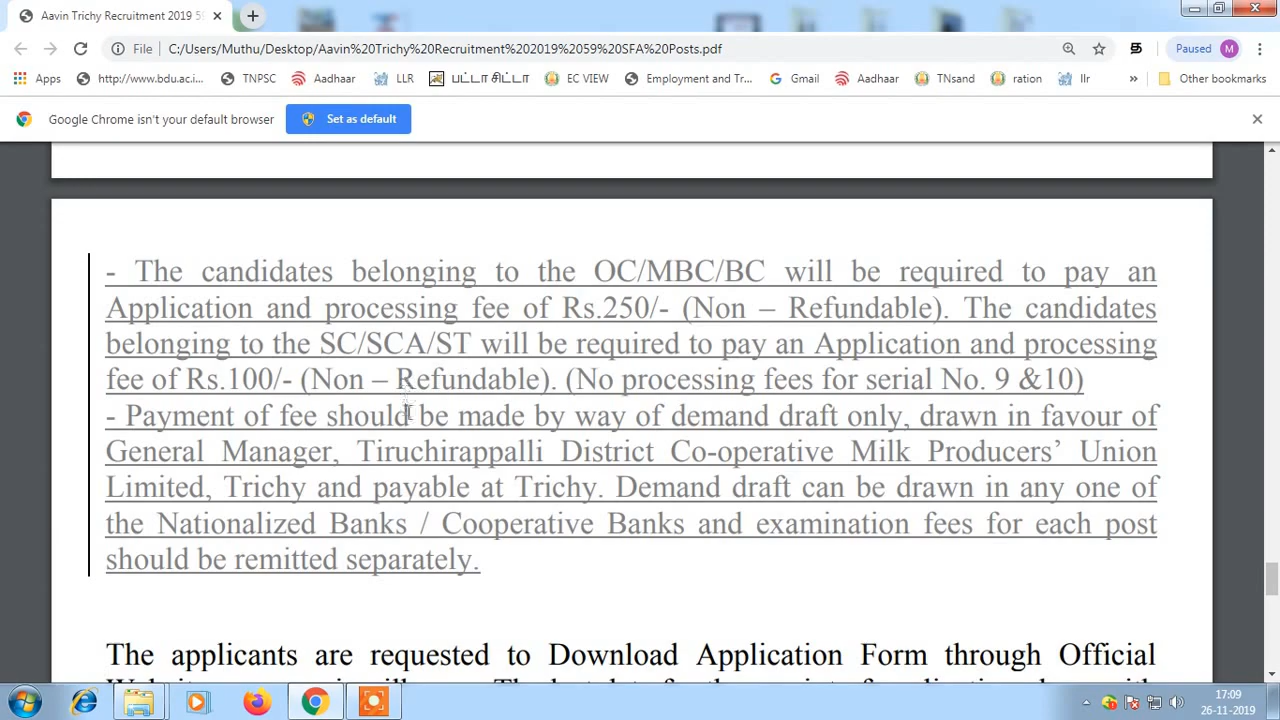 Aavin Trichy Recruitment 2019 59
File C:/Users/Muthu/Desktop/Aavin%20Trichy%20Recruitment%202019%2059%20SFA%20Posts.pdf Paused M
Apps http://www.bdu.ac.i... TNPSC Aadhaar LLR பட்டா சிட்டா EC VIEW Employment and Tr... Gmail Aadhaar TNsand ration llr » Other bookmarks
Google Chrome isn't your default browser Set as default
- The candidates belonging to the OC/MBC/BC will be required to pay an
Application and processing fee of Rs.250/- (Non – Refundable). The candidates
belonging to the SC/SCA/ST will be required to pay an Application and processing
fee of Rs.100/- (Non – Refundable). (No processing fees for serial No. 9 &10)
- Payment of fee should be made by way of demand draft only, drawn in favour of
General Manager, Tiruchirappalli District Co-operative Milk Producers’ Union
Limited, Trichy and payable at Trichy. Demand draft can be drawn in any one of
the Nationalized Banks / Cooperative Banks and examination fees for each post
should be remitted separately.
The applicants are requested to Download Application Form through Official
17:09
26-11-2019